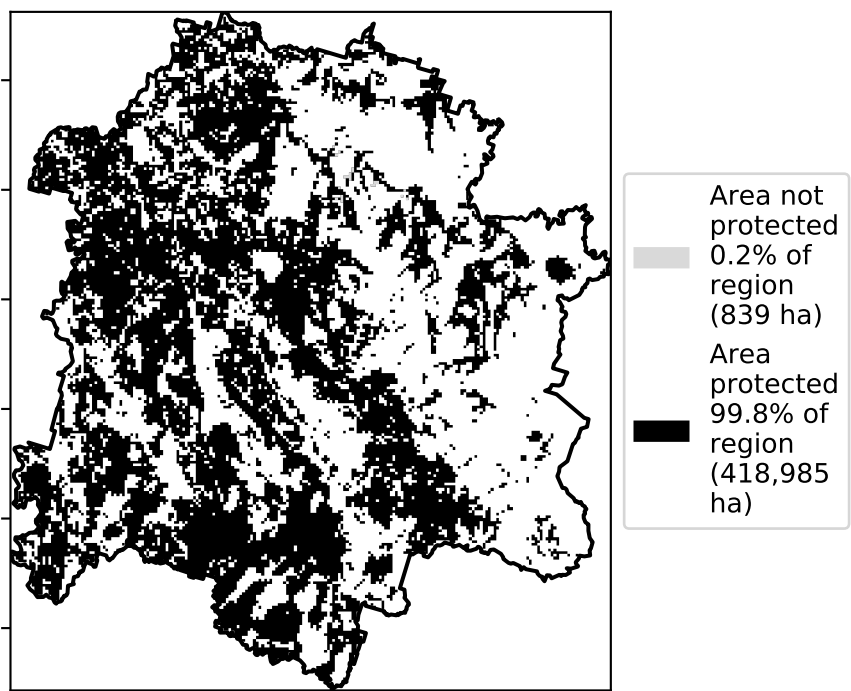 Area not
protected
0.2% of
region
(839 ha)
Area
protected
99.8% of
region
(418,985
ha)